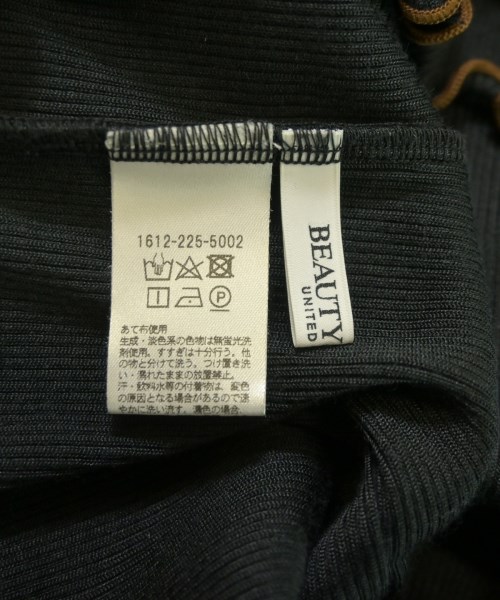 1612-225-5002
P
あて布使用
生成・淡色系の色物は無蛍光洗
剤使用。すすぎは十分行う。他
の物と分けて洗う。つけ置き洗
い・濡れたままの放置禁止。
汗・飲料水等の付着物は、変色
の原因となる場合があるので速
やかに洗い流す。濃色の場合、
BEAUTY
UNITED